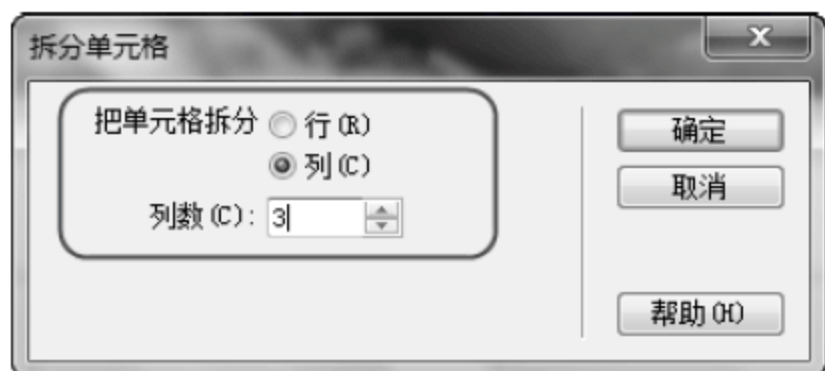 拆分单元格
把单元格拆分 行(R)
列(C)
列数(C): 3
确定
取消
帮助(H)